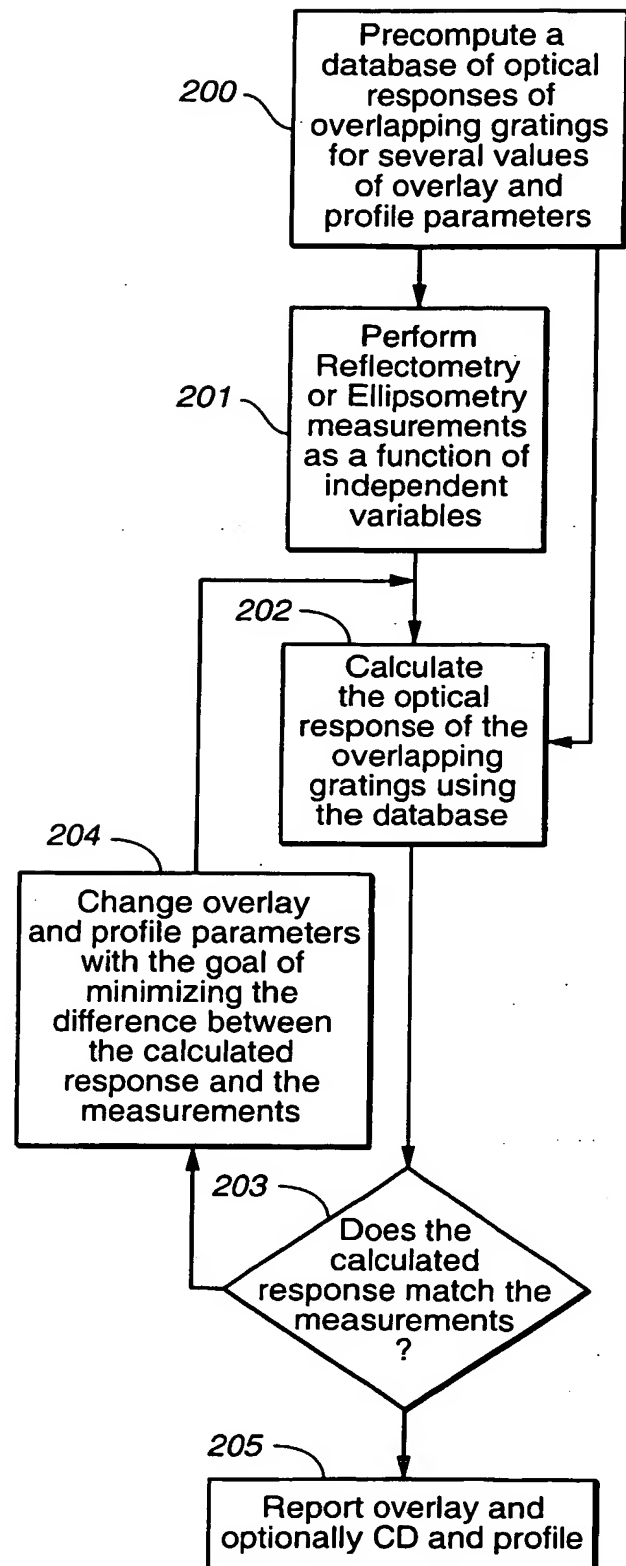 200
Precompute a
database of optical
responses of
overlapping gratings
for several values
of overlay and
profile parameters
201
Perform
Reflectometry
or Ellipsometry
measurements
as a function of
independent
variables
202
Calculate
the optical
response of the
overlapping
gratings using
the database
204
Change overlay
and profile parameters
with the goal of
minimizing the
difference between
the calculated
response and the
measurements
203
Does the
calculated
response match the
measurements
?
205
Report overlay and
optionally CD and profile